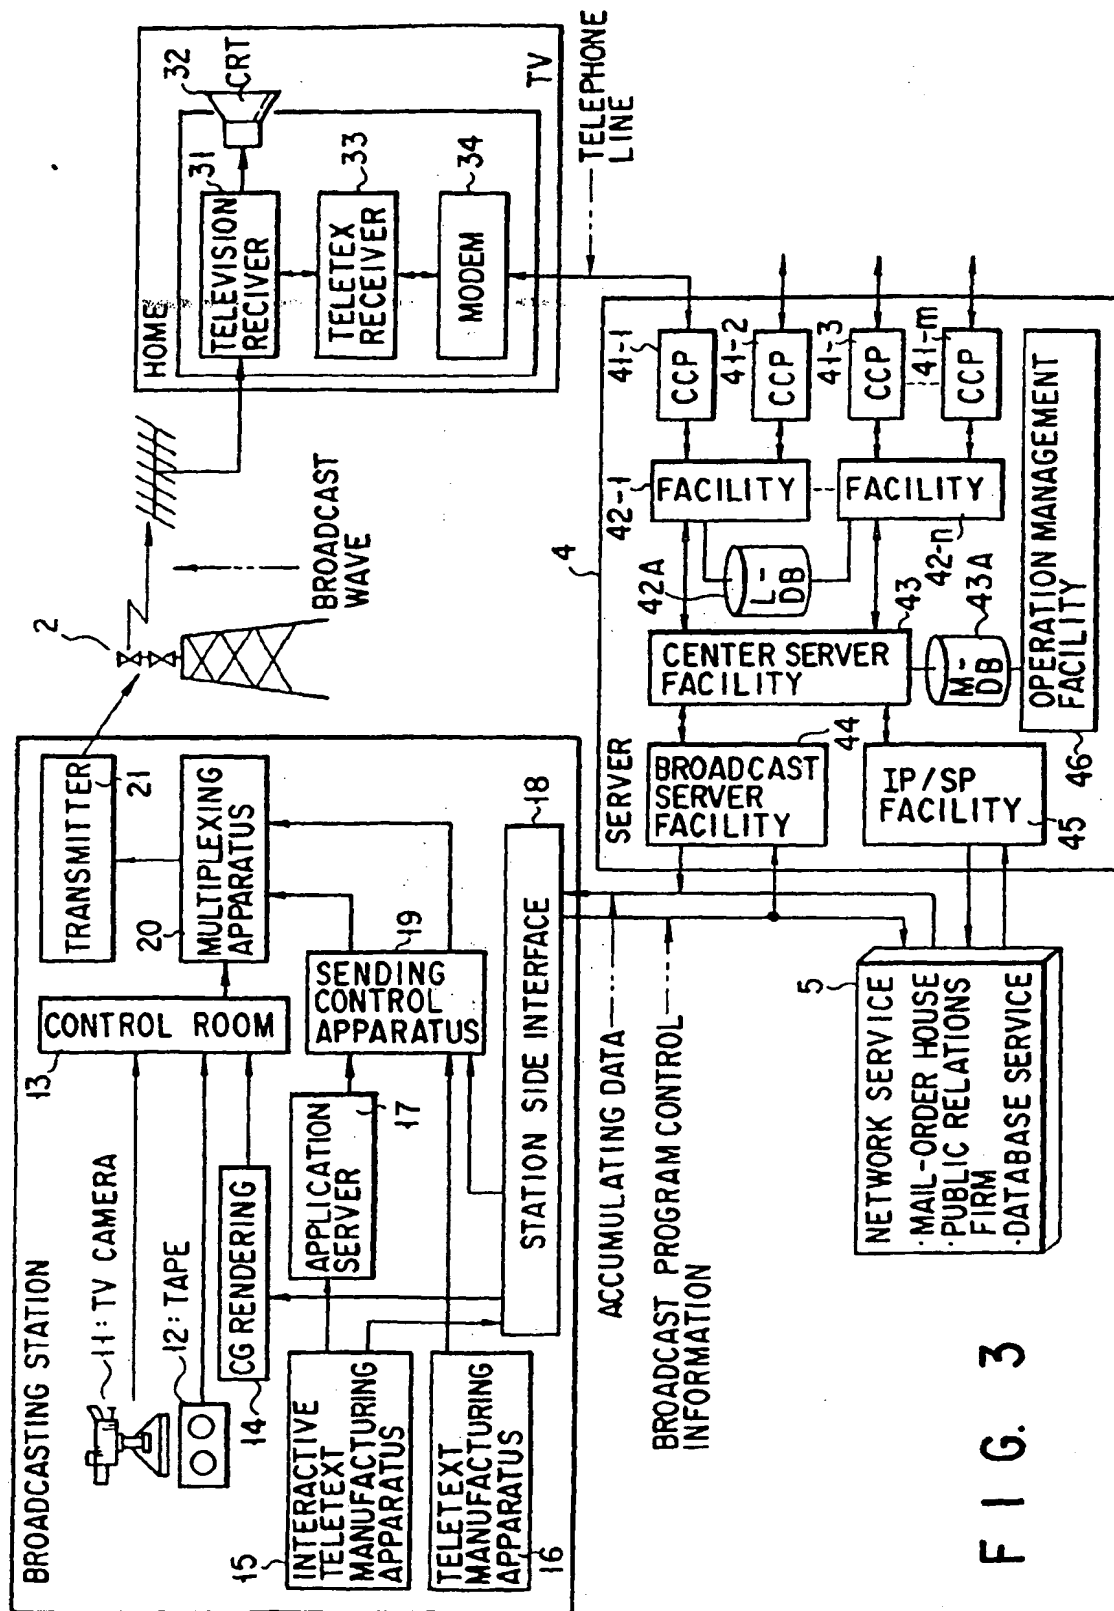 BROADCASTING STATION
11:TV CAMERA
12:TAPE
13
CONTROL ROOM
14
CG RENDERING
15
INTERACTIVE
TELETEXT
MANUFACTURING
APPARATUS
16
TELETEXT
MANUFACTURING
APPARATUS
17
APPLICATION
SERVER
18
STATION SIDE INTERFACE
19
SENDING
CONTROL
APPARATUS
20
MULTIPLEXING
APPARATUS
21
TRANSMITTER
2
BROADCAST
WAVE
HOME
TV
31
TELEVISION
RECIVER
32
CRT
33
TELETEX
RECEIVER
34
MODEM
TELEPHONE
LINE
4
SERVER
41-1
CCP
41-2
CCP
41-3
CCP
41-m
CCP
42-1
FACILITY
FACILITY
42-n
42A
L-
DB
43
CENTER SERVER
FACILITY
43A
M-
DB
44
BROADCAST
SERVER
FACILITY
IP/SP
FACILITY
45
46
OPERATION MANAGEMENT
FACILITY
ACCUMULATING DATA
BROADCAST PROGRAM CONTROL
INFORMATION
5
NETWORK SERVICE
·MAIL-ORDER HOUSE
·PUBLIC RELATIONS
FIRM
·DATABASE SERVICE
FIG. 3